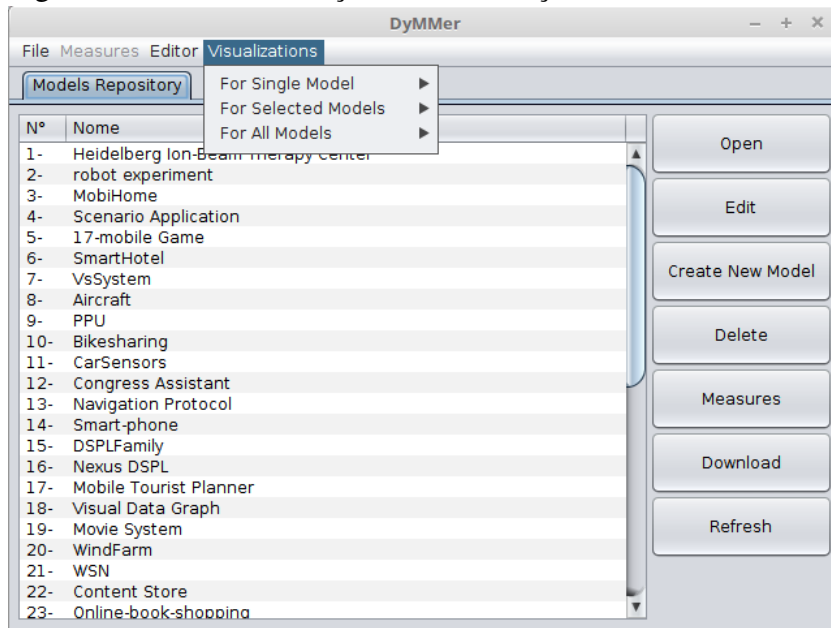 DyMMer
File Measures Editor Visualizations
Models Repository
For Single Model
For Selected Models
For All Models
N° Nome
1- Heidelberg Ion-Beam Therapy Center
2- robot experiment
3- MobiHome
4- Scenario Application
5- 17-mobile Game
6- SmartHotel
7- VsSystem
8- Aircraft
9- PPU
10- Bikesharing
11- CarSensors
12- Congress Assistant
13- Navigation Protocol
14- Smart-phone
15- DSPLFamily
16- Nexus DSPL
17- Mobile Tourist Planner
18- Visual Data Graph
19- Movie System
20- WindFarm
21- WSN
22- Content Store
23- Online-book-shopping
Open
Edit
Create New Model
Delete
Measures
Download
Refresh